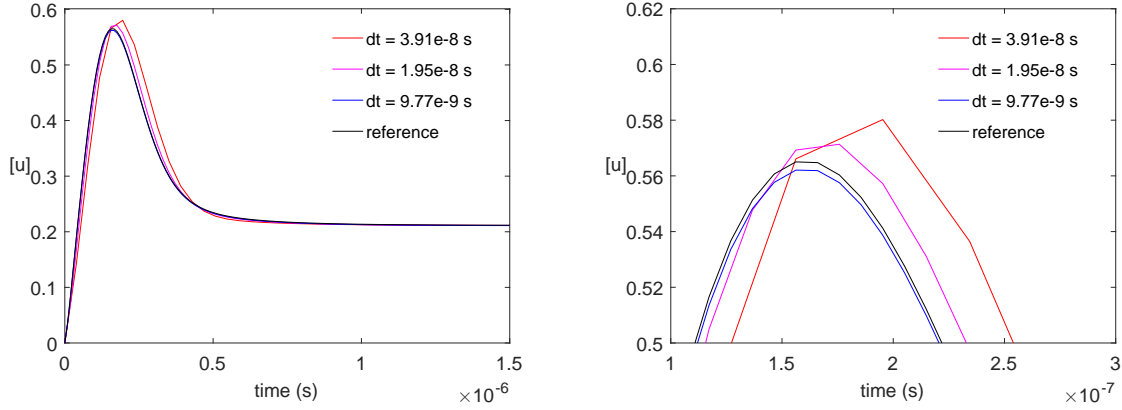 0.6
0.5
0.4
0.3
0.2
0.1
0
[u]
0
0.5
1
1.5
time (s)
×10-6
dt = 3.91e-8 s
dt = 1.95e-8 s
dt = 9.77e-9 s
reference
0.62
0.6
0.58
0.56
0.54
0.52
0.5
[u]
1
1.5
2
2.5
3
time (s)
×10-7
dt = 3.91e-8 s
dt = 1.95e-8 s
dt = 9.77e-9 s
reference